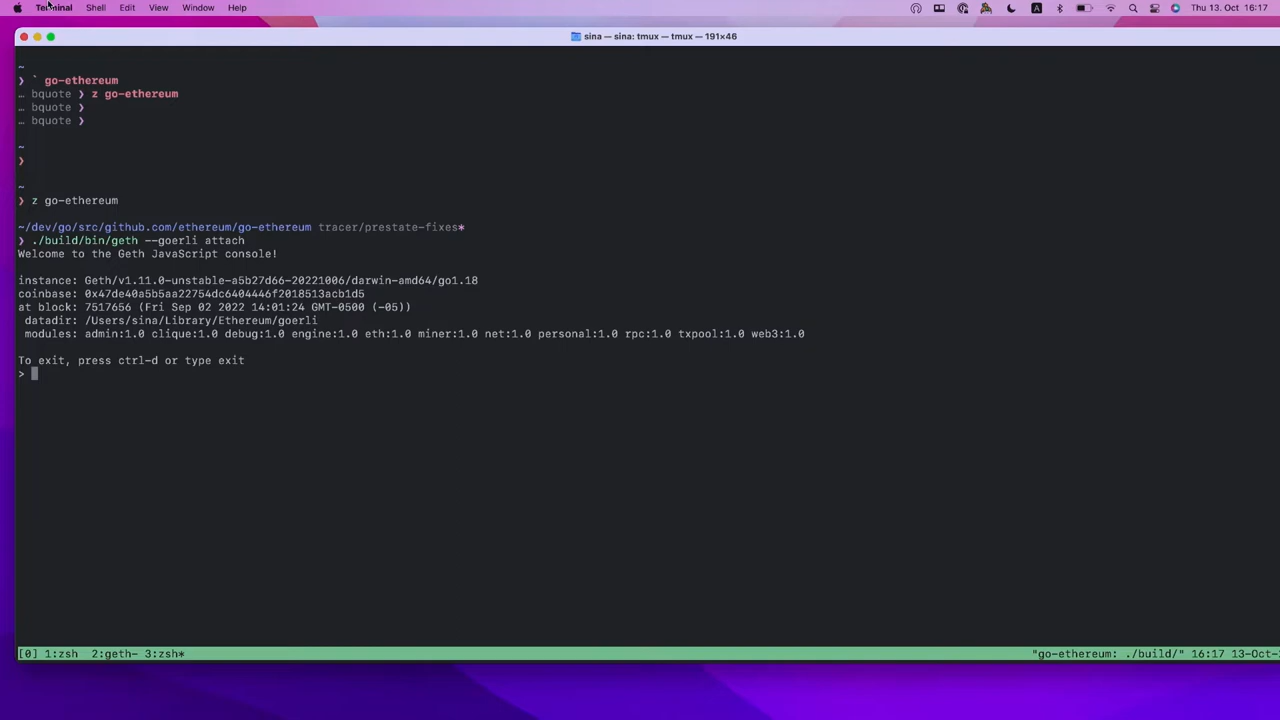 Terminal Shell Edit View Window Help A Thu 13. Oct 16:17
sina — sina: tmux — tmux — 191×46
~
❯ ` go-ethereum
… bquote ❯ z go-ethereum
… bquote ❯
… bquote ❯
~
❯
~
❯ z go-ethereum
~/dev/go/src/github.com/ethereum/go-ethereum tracer/prestate-fixes*
❯ ./build/bin/geth --goerli attach
Welcome to the Geth JavaScript console!
instance: Geth/v1.11.0-unstable-a5b27d66-20221006/darwin-amd64/go1.18
coinbase: 0x47de40a5b5aa22754dc6404446f2018513acb1d5
at block: 7517656 (Fri Sep 02 2022 14:01:24 GMT-0500 (-05))
datadir: /Users/sina/Library/Ethereum/goerli
modules: admin:1.0 clique:1.0 debug:1.0 engine:1.0 eth:1.0 miner:1.0 net:1.0 personal:1.0 rpc:1.0 txpool:1.0 web3:1.0
To exit, press ctrl-d or type exit
>
[0] 1:zsh 2:geth- 3:zsh* "go-ethereum: ./build/" 16:17 13-Oct-